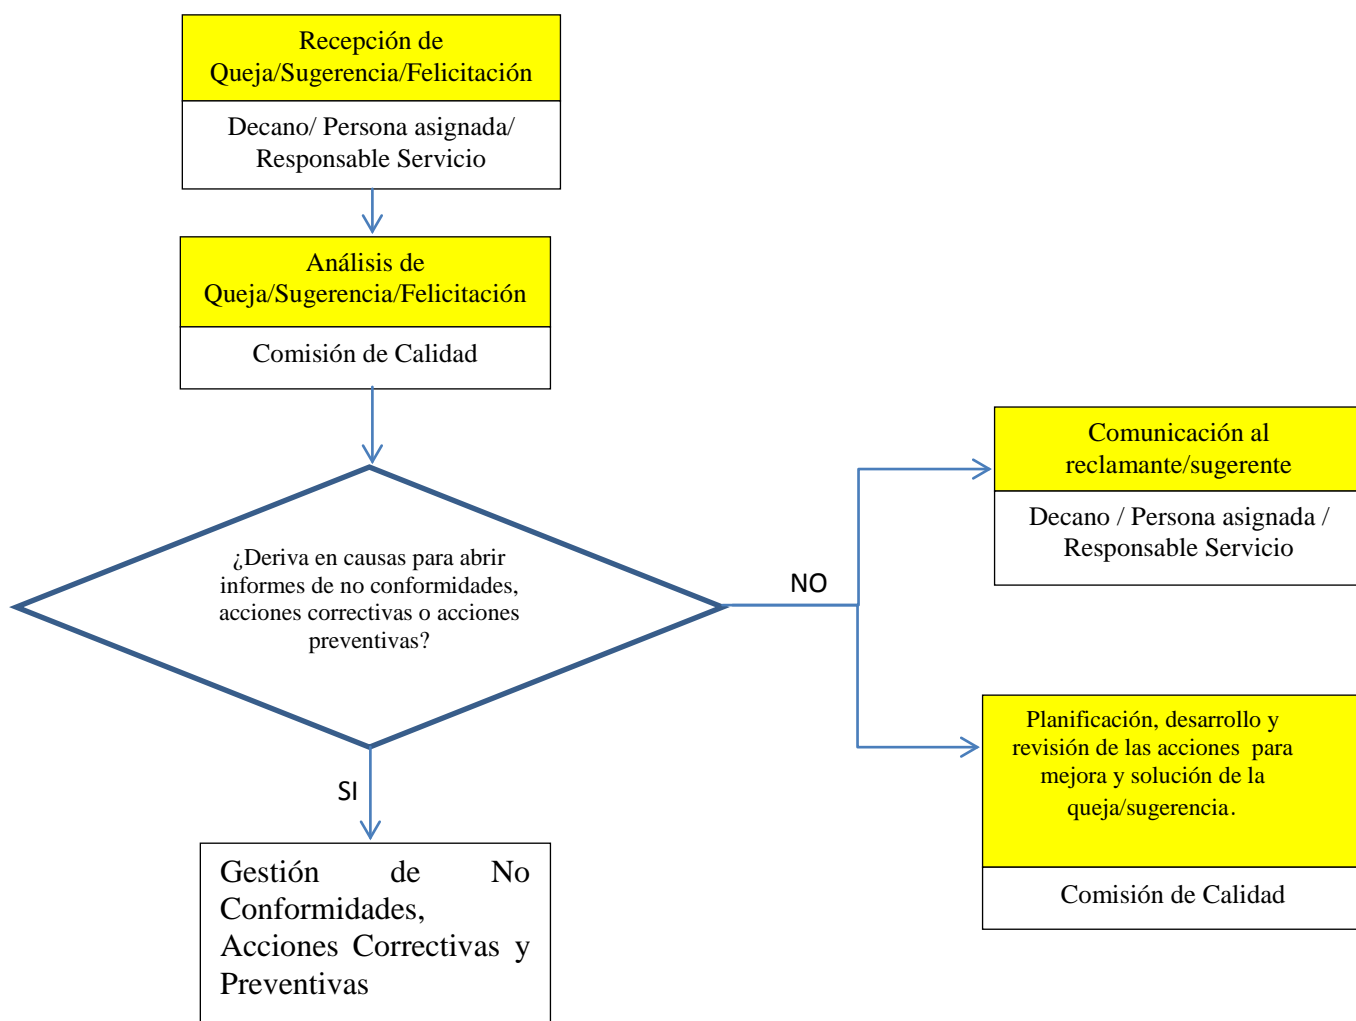 Recepción de
Queja/Sugerencia/Felicitación
Decano/ Persona asignada/
Responsable Servicio
Análisis de
Queja/Sugerencia/Felicitación
Comisión de Calidad
¿Deriva en causas para abrir
informes de no conformidades,
acciones correctivas o acciones
preventivas?
NO
Comunicación al
reclamante/sugerente
Decano / Persona asignada /
Responsable Servicio
Planificación, desarrollo y
revisión de las acciones para
mejora y solución de la
queja/sugerencia.
Comisión de Calidad
SI
Gestión de No
Conformidades,
Acciones Correctivas y
Preventivas